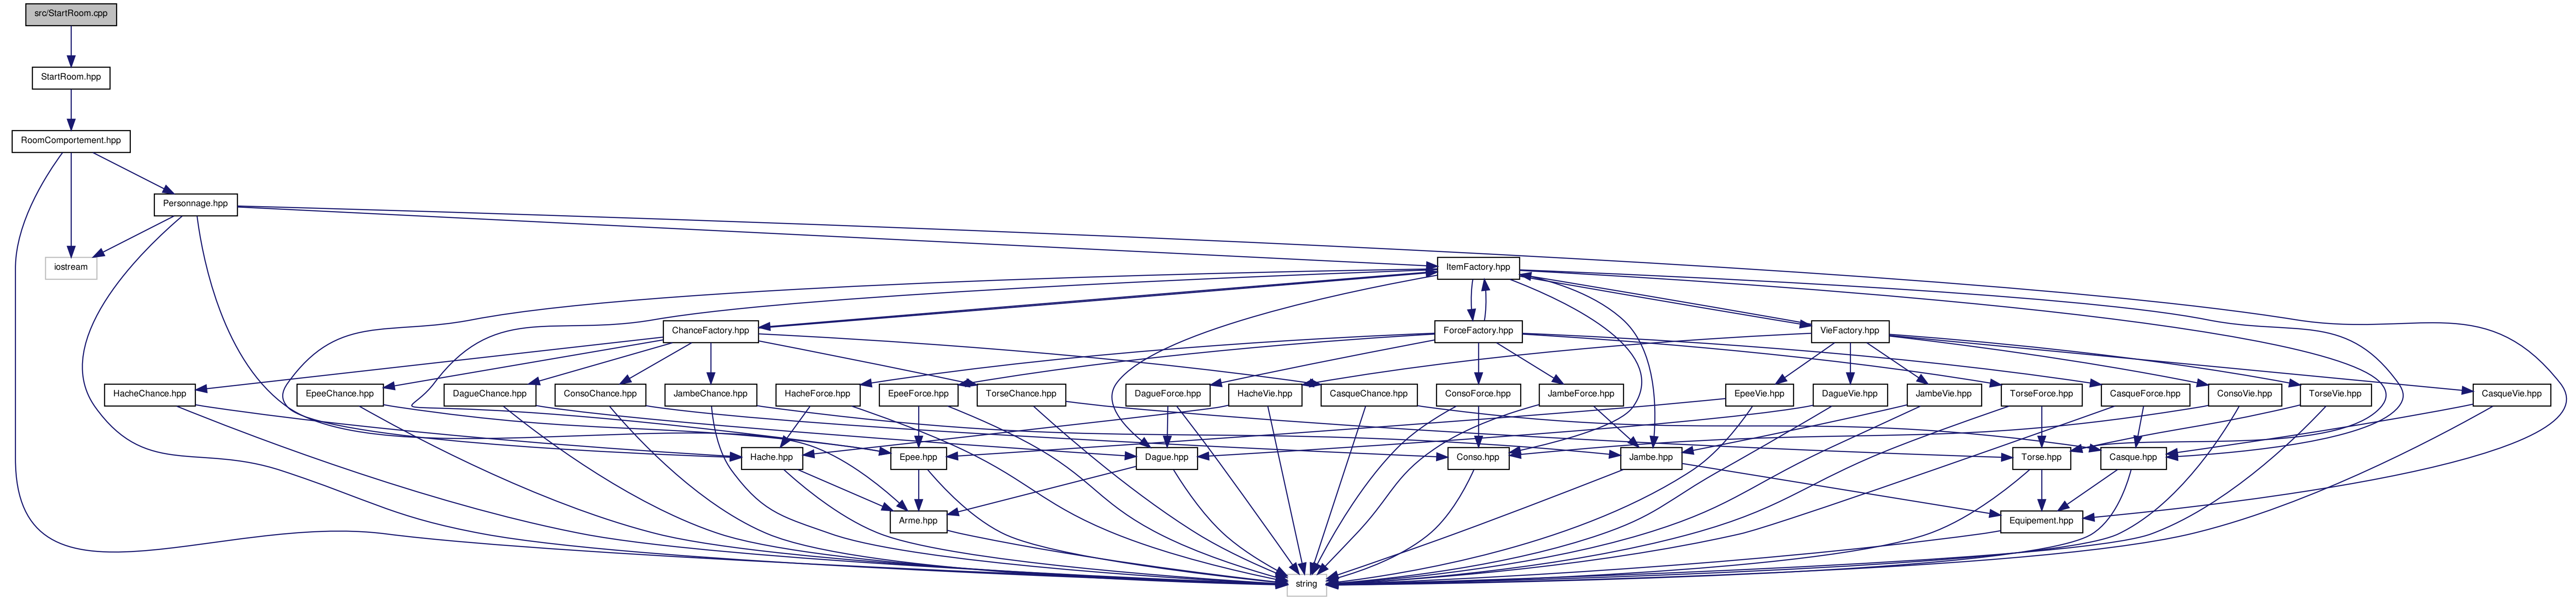 src/StartRoom.cpp
StartRoom.hpp
RoomComportement.hpp
Personnage.hpp
iostream
ItemFactory.hpp
ChanceFactory.hpp
ForceFactory.hpp
VieFactory.hpp
HacheChance.hpp
EpeeChance.hpp
DagueChance.hpp
ConsoChance.hpp
JambeChance.hpp
HacheForce.hpp
EpeeForce.hpp
TorseChance.hpp
DagueForce.hpp
HacheVie.hpp
CasqueChance.hpp
ConsoForce.hpp
JambeForce.hpp
EpeeVie.hpp
DagueVie.hpp
JambeVie.hpp
TorseForce.hpp
CasqueForce.hpp
ConsoVie.hpp
TorseVie.hpp
CasqueVie.hpp
Hache.hpp
Epee.hpp
Dague.hpp
Conso.hpp
Jambe.hpp
Torse.hpp
Casque.hpp
Arme.hpp
Equipement.hpp
string